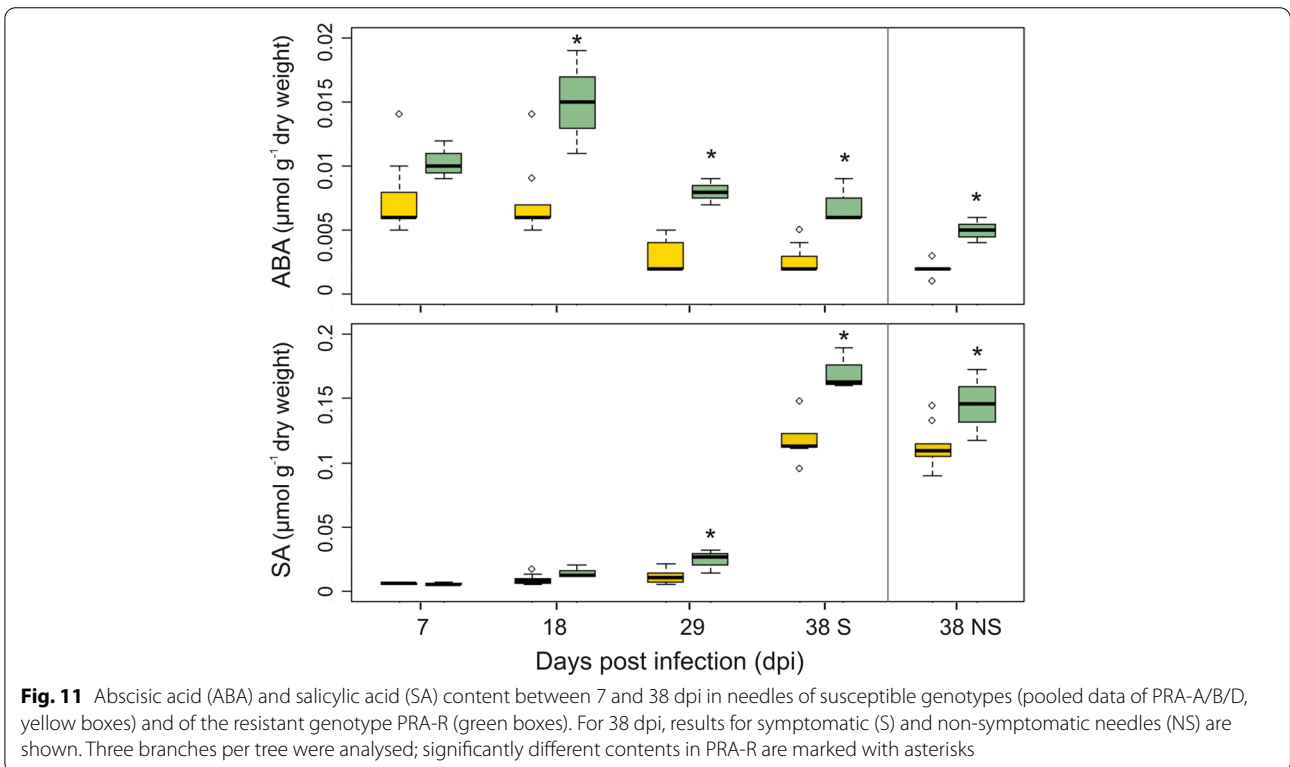 ABA (µmol g⁻¹ dry weight)
0.02
0.015
0.01
0.005
0
*
*
*
*
SA (µmol g⁻¹ dry weight)
0.2
0.15
0.1
0.05
0
*
*
*
7 18 29 38 S 38 NS
Days post infection (dpi)
Fig. 11 Abscisic acid (ABA) and salicylic acid (SA) content between 7 and 38 dpi in needles of susceptible genotypes (pooled data of PRA-A/B/D,
yellow boxes) and of the resistant genotype PRA-R (green boxes). For 38 dpi, results for symptomatic (S) and non-symptomatic needles (NS) are
shown. Three branches per tree were analysed; significantly different contents in PRA-R are marked with asterisks